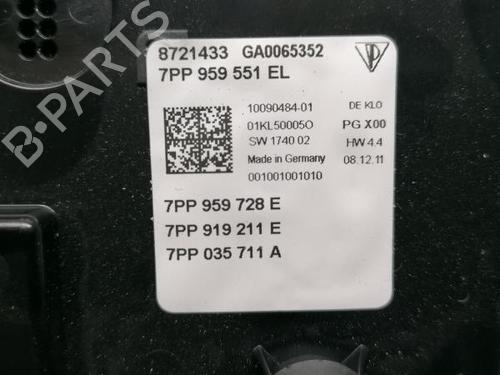 8721433 GA0065352
7PP 959 551 EL
10090484-01 DE KLO
01KL50005O PG X00
SW 1740 02 HW 4.4
Made in Germany 08.12.11
001001001010
7PP 959 728 E
7PP 919 211 E
7PP 035 711 A
B-PARTS